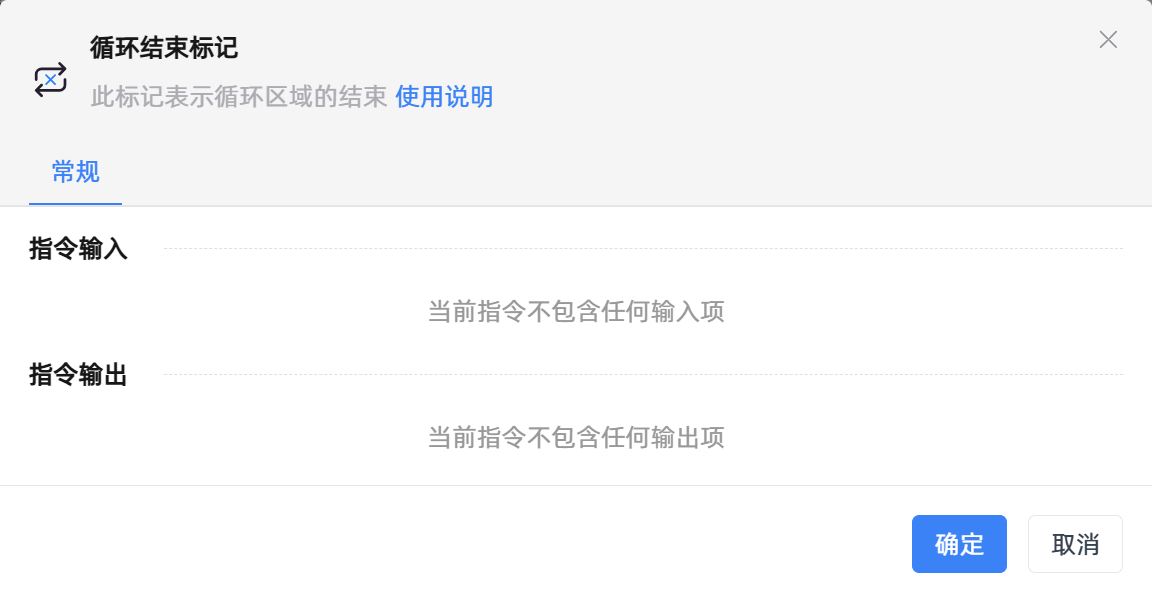 循环结束标记
此标记表示循环区域的结束 使用说明
常规
指令输入
当前指令不包含任何输入项
指令输出
当前指令不包含任何输出项
确定 取消